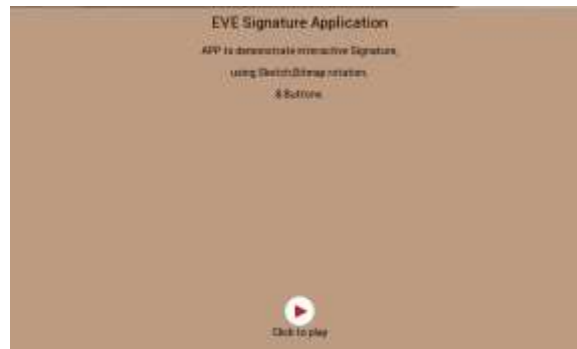 EVE Signature Application
APP to demonstrate interactive Signature,
using Sketch,Bitmap rotation,
& Buttons
Click to play